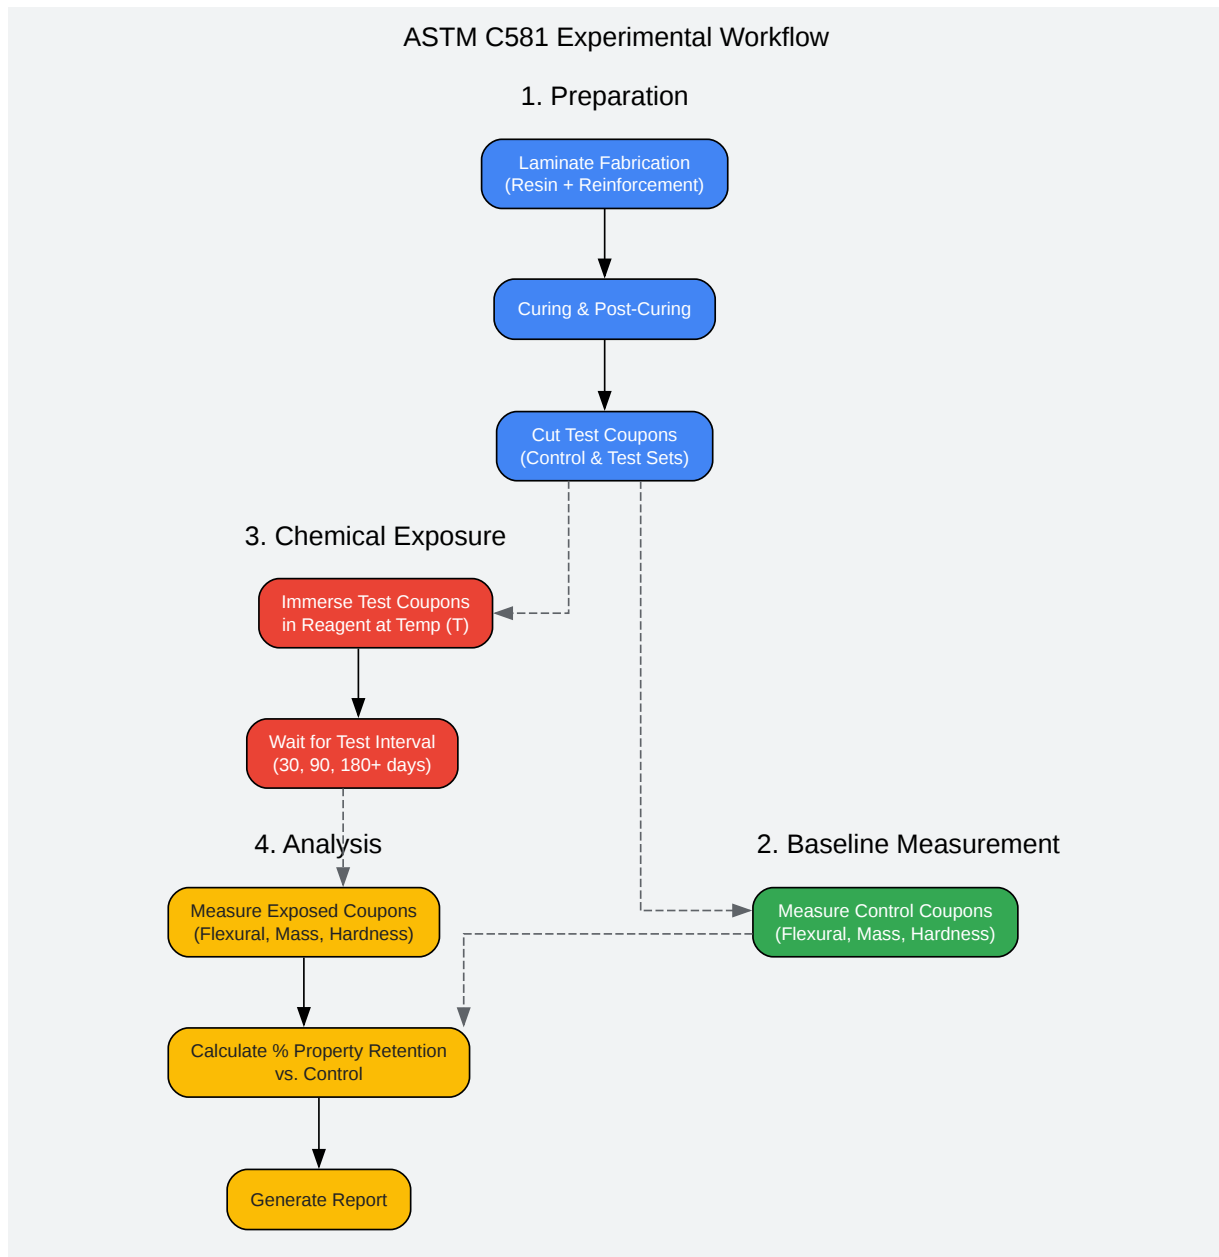 ASTM C581 Experimental Workflow
1. Preparation
Laminate Fabrication
(Resin + Reinforcement)
Curing & Post-Curing
Cut Test Coupons
(Control & Test Sets)
3. Chemical Exposure
Immerse Test Coupons
in Reagent at Temp (T)
Wait for Test Interval
(30, 90, 180+ days)
4. Analysis
2. Baseline Measurement
Measure Exposed Coupons
(Flexural, Mass, Hardness)
Measure Control Coupons
(Flexural, Mass, Hardness)
Calculate % Property Retention
vs. Control
Generate Report